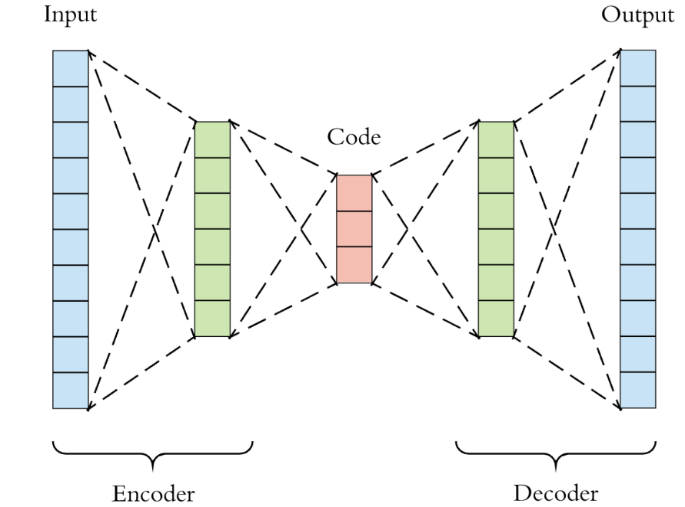 Input
Output
Code
Encoder
Decoder